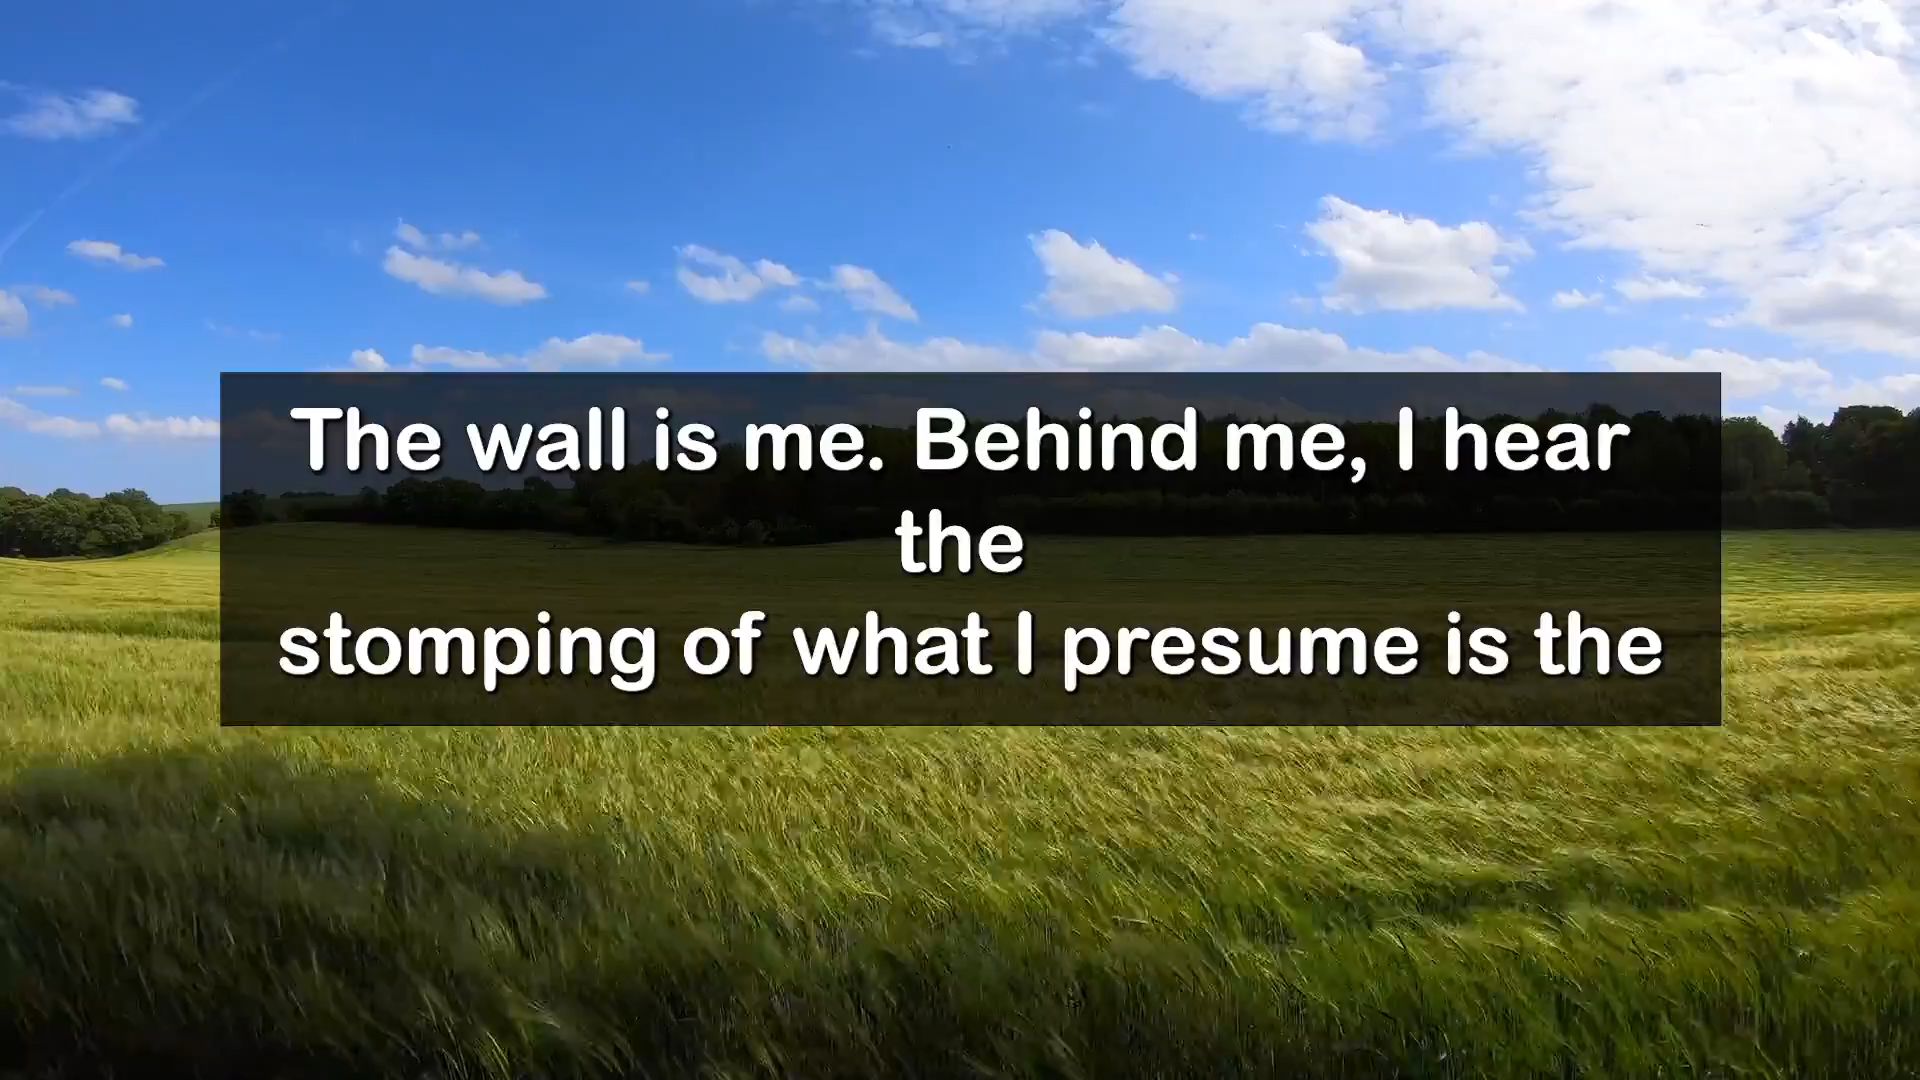 The wall is me. Behind me, I hear
the
stomping of what I presume is the